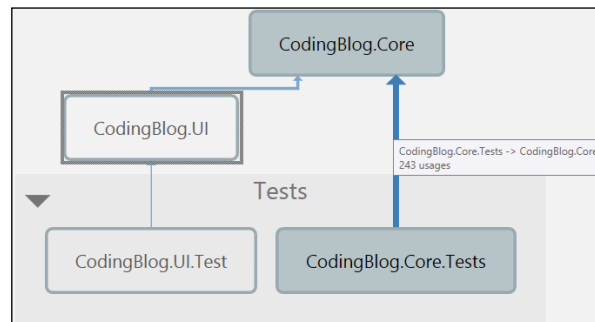 CodingBlog.Core
CodingBlog.UI
CodingBlog.Core.Tests -> CodingBlog.Core
243 usages
Tests
CodingBlog.UI.Test
CodingBlog.Core.Tests